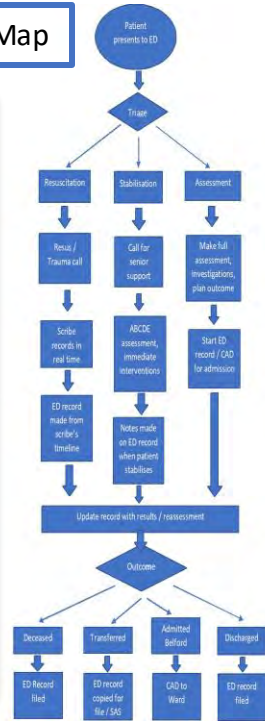 Map
Patient
presents to ED
Triage
Resuscitation
Stabilisation
Assessment
Resus /
Trauma call
Call for
senior
support
Make full
assessment,
investigations,
plan outcome
Scribe
records in
real time.
ABCDE
assessment,
immediate
interventions
Start ED
record / CAD
for admission
ED record
made from
scribe's
timeline
Notes made
on ED record
when patient
stabilises
Update record with results / reassessment
Outcome
Deceased
Transferred
Admitted
Belford
Discharged
ED Record
filed
ED record
copied for
file / SAS
CAD to
Ward
ED record
filed